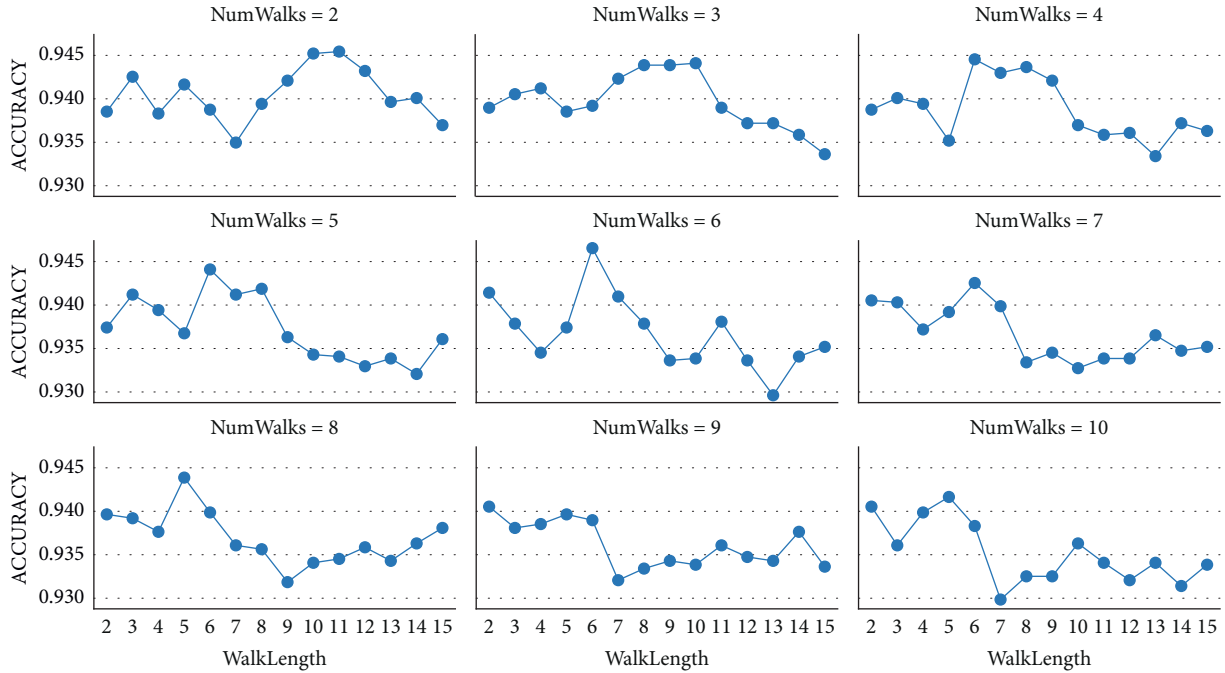 NumWalks = 2
NumWalks = 3
NumWalks = 4
ACCURACY
0.945
0.940
0.935
0.930
NumWalks = 5
NumWalks = 6
NumWalks = 7
ACCURACY
0.945
0.940
0.935
0.930
NumWalks = 8
NumWalks = 9
NumWalks = 10
ACCURACY
0.945
0.940
0.935
0.930
2 3 4 5 6 7 8 9 10 11 12 13 14 15
2 3 4 5 6 7 8 9 10 11 12 13 14 15
2 3 4 5 6 7 8 9 10 11 12 13 14 15
WalkLength
WalkLength
WalkLength